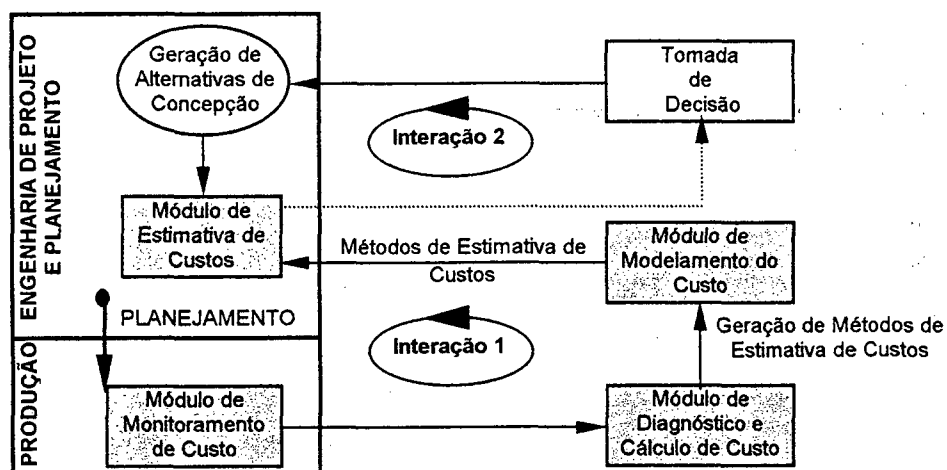 ENGENHARIA DE PROJETO
E PLANEJAMENTO
Geração de
Alternativas de
Concepção
Tomada
de
Decisão
Interação 2
Módulo de
Estimativa de
Custos
Métodos de Estimativa de
Custos
Módulo de
Modelamento do
Custo
PLANEJAMENTO
Interação 1
Geração de Métodos de
Estimativa de Custos
PRODUÇÃO
Módulo de
Monitoramento
de Custo
Módulo de
Diagnóstico e
Cálculo de Custo